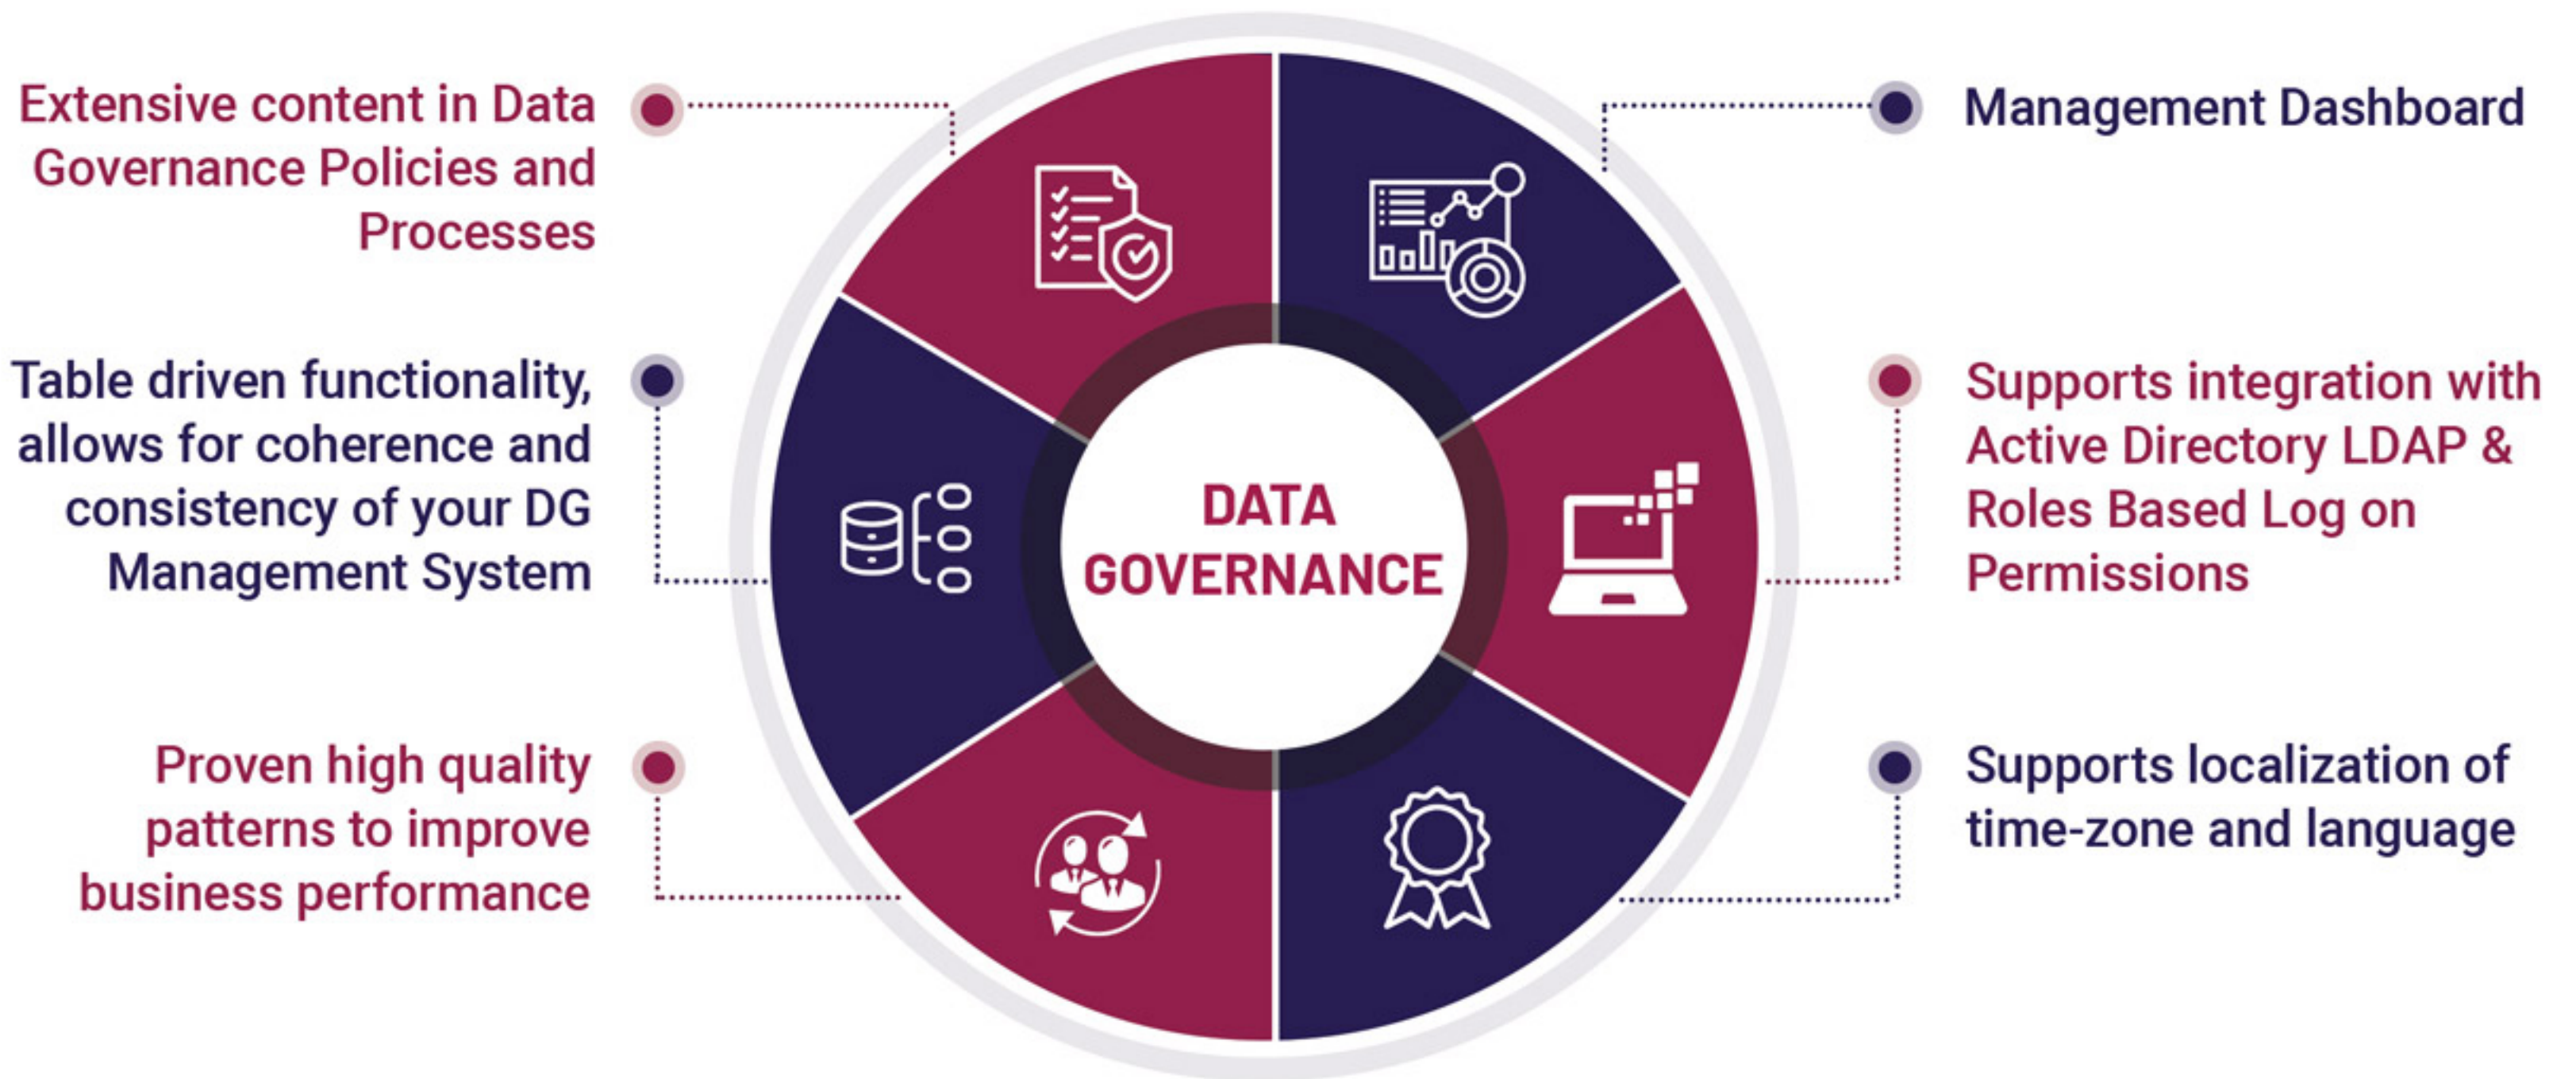 Extensive content in Data
Governance Policies and
Processes
Table driven functionality,
allows for coherence and
consistency of your DG
Management System
Proven high quality
patterns to improve
business performance
DATA
GOVERNANCE
Management Dashboard
Supports integration with
Active Directory LDAP &
Roles Based Log on
Permissions
Supports localization of
time-zone and language